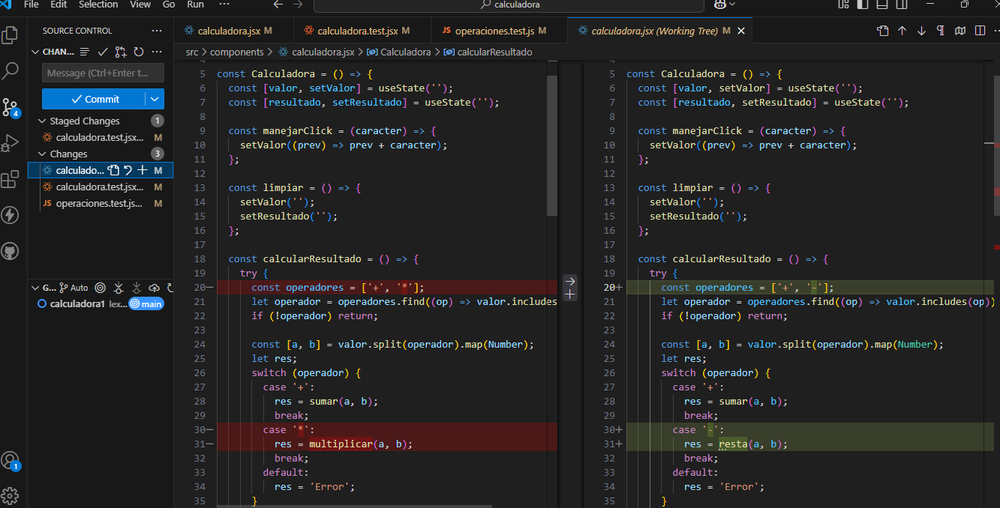 File Edit Selection View Go Run ··· calculadora
SOURCE CONTROL ···
calculadora.jsx M
calculadora.test.jsx M
operaciones.test.js M
calculadora.jsx (Working Tree) M
CHAN... ···
src > components > calculadora.jsx > Calculadora > calcularResultado
Message (Ctrl+Enter t...
Commit
Staged Changes 1
calculadora.test.jsx... M
Changes 3
calculado... M
calculadora.test.jsx... M
JS operaciones.test.js... M
G... Auto
calculadora1 lex... main
4
1
5 const Calculadora = () => {
6 const [valor, setValor] = useState('');
7 const [resultado, setResultado] = useState('');
8
9 const manejarClick = (caracter) => {
10 setValor((prev) => prev + caracter);
11 };
12
13 const limpiar = () => {
14 setValor('');
15 setResultado('');
16 };
17
18 const calcularResultado = () => {
19 try {
20— const operadores = ['+', '*'];
21 let operador = operadores.find((op) => valor.includes
22 if (!operador) return;
23
24 const [a, b] = valor.split(operador).map(Number);
25 let res;
26 switch (operador) {
27 case '+':
28 res = sumar(a, b);
29 break;
30— case '*':
31— res = multiplicar(a, b);
32 break;
33 default:
34 res = 'Error';
35 }
5 const Calculadora = () => {
6 const [valor, setValor] = useState('');
7 const [resultado, setResultado] = useState('');
8
9 const manejarClick = (caracter) => {
10 setValor((prev) => prev + caracter);
11 };
12
13 const limpiar = () => {
14 setValor('');
15 setResultado('');
16 };
17
18 const calcularResultado = () => {
19 try {
20+ const operadores = ['+', '-'];
21 let operador = operadores.find((op) => valor.includes(op))
22 if (!operador) return;
23
24 const [a, b] = valor.split(operador).map(Number);
25 let res;
26 switch (operador) {
27 case '+':
28 res = sumar(a, b);
29 break;
30+ case '-':
31+ res = resta(a, b);
32 break;
33 default:
34 res = 'Error';
35 }